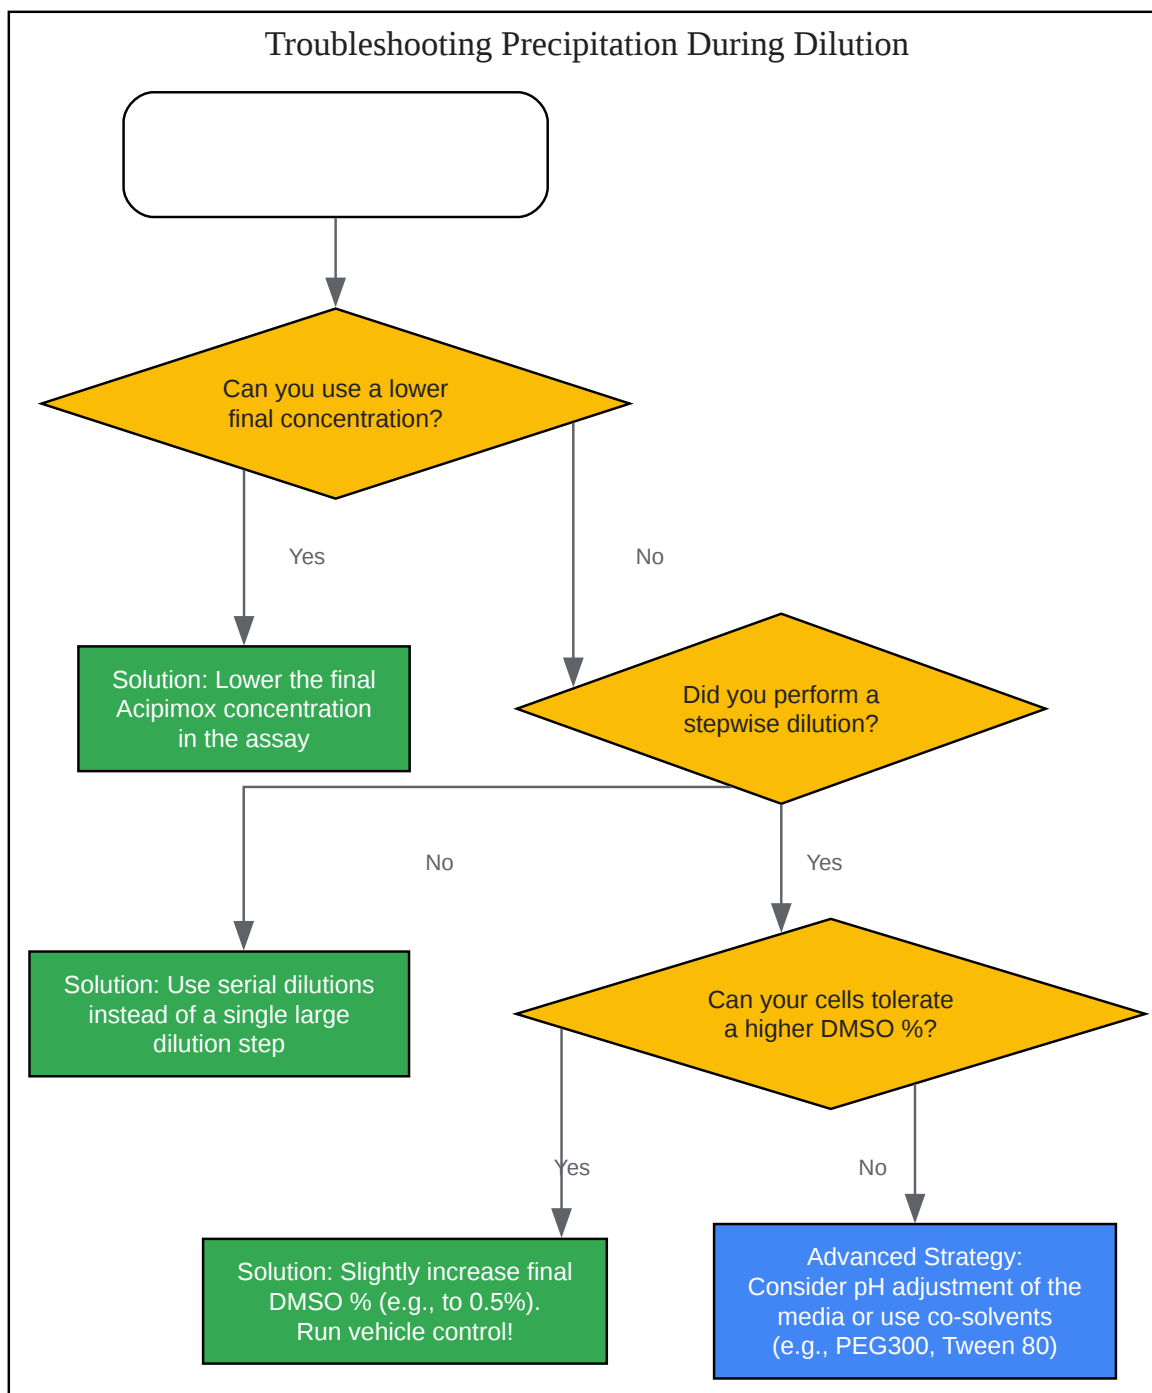 Troubleshooting Precipitation During Dilution
Can you use a lower
final concentration?
Yes
No
Solution: Lower the final
Acipimox concentration
in the assay
Did you perform a
stepwise dilution?
No
Yes
Solution: Use serial dilutions
instead of a single large
dilution step
Can your cells tolerate
a higher DMSO %?
Yes
No
Solution: Slightly increase final
DMSO % (e.g., to 0.5%).
Run vehicle control!
Advanced Strategy:
Consider pH adjustment of the
media or use co-solvents
(e.g., PEG300, Tween 80)